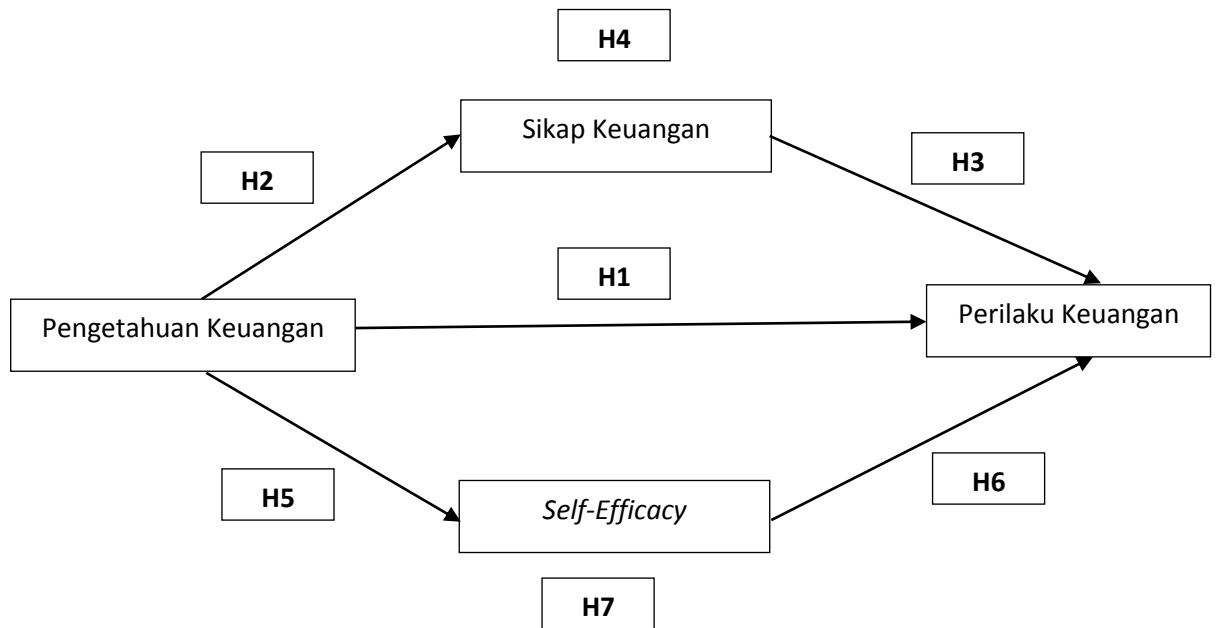 H4
Sikap Keuangan
H2
H3
H1
Pengetahuan Keuangan
Perilaku Keuangan
H5
Self-Efficacy
H6
H7